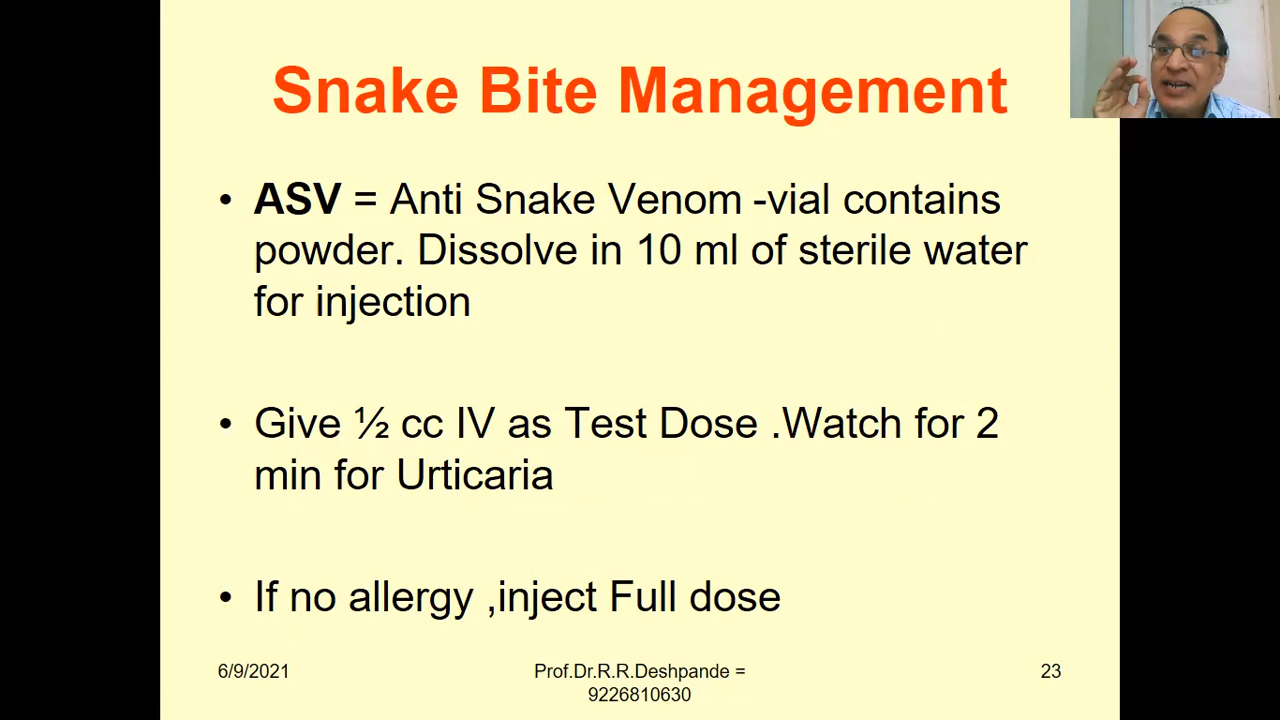 Snake Bite Management
• ASV = Anti Snake Venom -vial contains
powder. Dissolve in 10 ml of sterile water
for injection
• Give ½ cc IV as Test Dose .Watch for 2
min for Urticaria
• If no allergy ,inject Full dose
6/9/2021
Prof.Dr.R.R.Deshpande =
9226810630
23